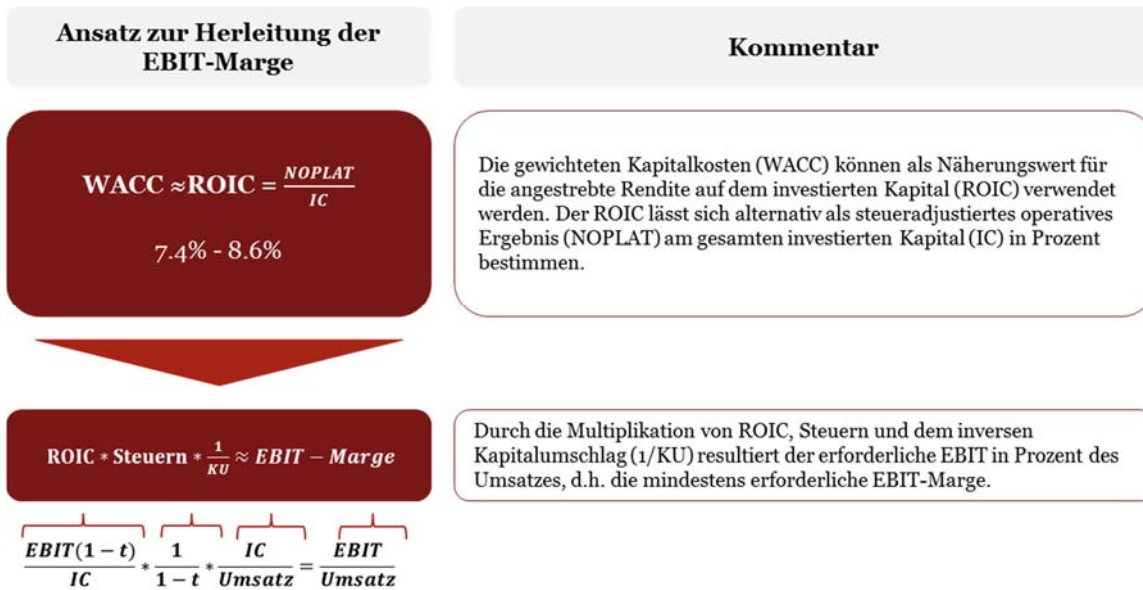 Ansatz zur Herleitung der
EBIT-Marge
Kommentar
WACC ≈ROIC = NOPLAT/IC
7.4% - 8.6%
Die gewichteten Kapitalkosten (WACC) können als Näherungswert für
die angestrebte Rendite auf dem investierten Kapital (ROIC) verwendet
werden. Der ROIC lässt sich alternativ als steueradjustiertes operatives
Ergebnis (NOPLAT) am gesamten investierten Kapital (IC) in Prozent
bestimmen.
ROIC * Steuern * 1/KU ≈ EBIT − Marge
Durch die Multiplikation von ROIC, Steuern und dem inversen
Kapitalumschlag (1/KU) resultiert der erforderliche EBIT in Prozent des
Umsatzes, d.h. die mindestens erforderliche EBIT-Marge.
EBIT(1 − t)/IC * 1/1 − t * IC/Umsatz = EBIT/Umsatz